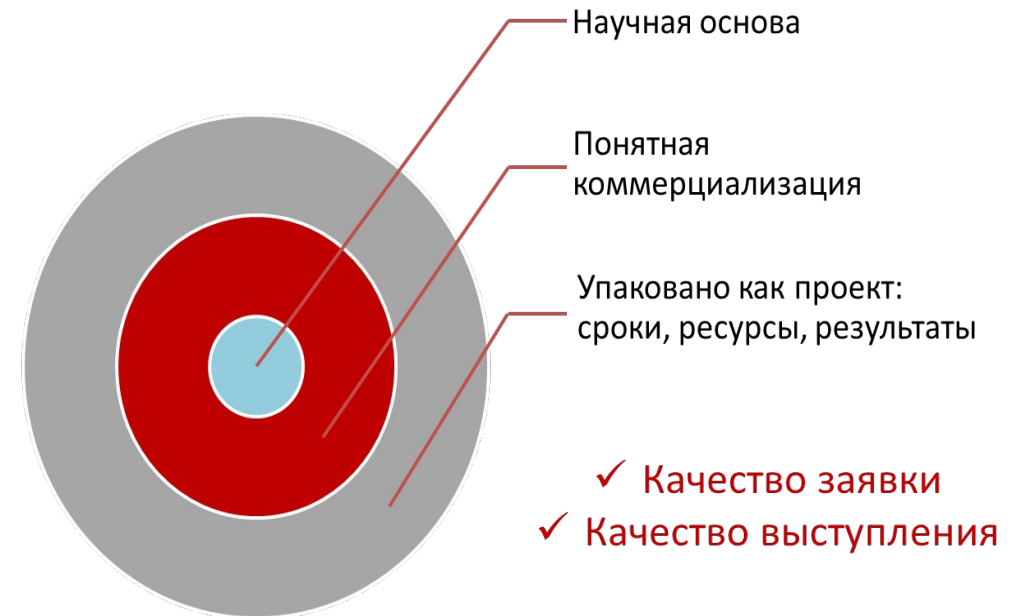 Научная основа
Понятная
коммерциализация
Упаковано как проект:
сроки, ресурсы, результаты
✓ Качество заявки
✓ Качество выступления